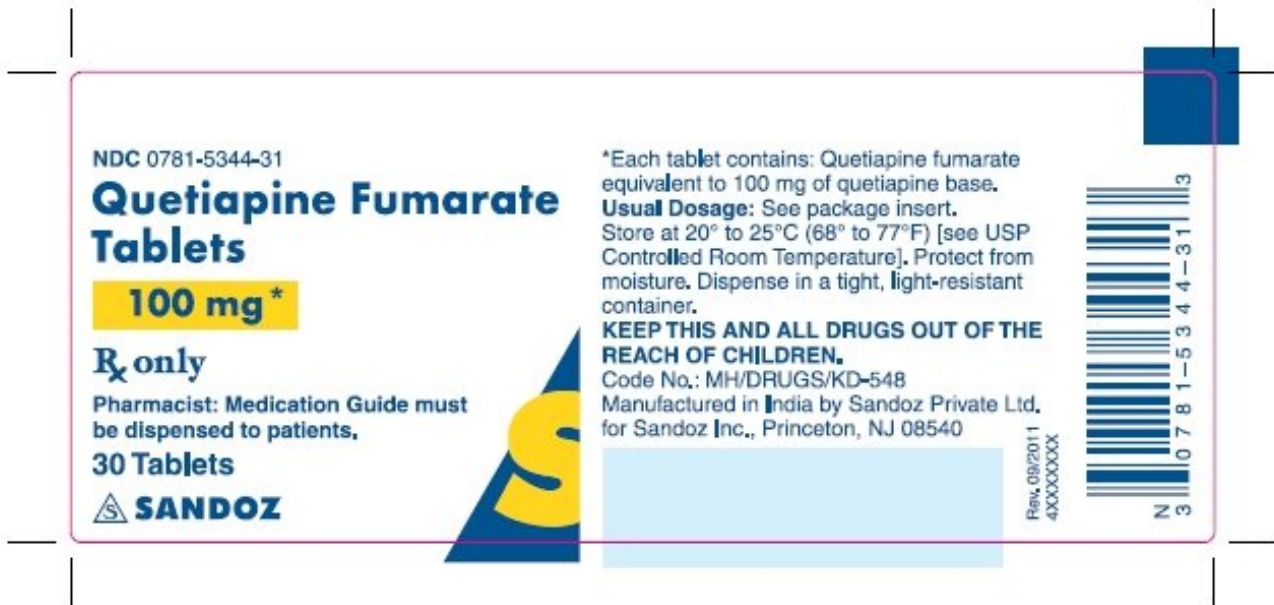 NDC 0781-5344-31
Quetiapine Fumarate
Tablets
100 mg*
Rx only
Pharmacist: Medication Guide must
be dispensed to patients.
30 Tablets
S SANDOZ
S
*Each tablet contains: Quetiapine fumarate
equivalent to 100 mg of quetiapine base.
Usual Dosage: See package insert.
Store at 20° to 25°C (68° to 77°F) [see USP
Controlled Room Temperature]. Protect from
moisture. Dispense in a tight, light-resistant
container.
KEEP THIS AND ALL DRUGS OUT OF THE
REACH OF CHILDREN.
Code No.: MH/DRUGS/KD-548
Manufactured in India by Sandoz Private Ltd.
for Sandoz Inc., Princeton, NJ 08540
Rev. 09/2011
4XXXXXXX
N
3 0781-5344-31 3